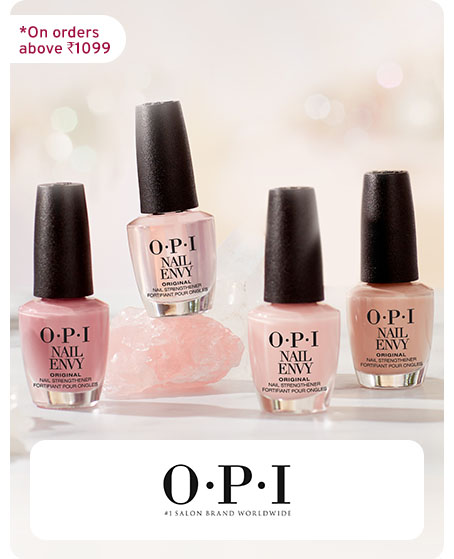 *On orders
above ₹1099
O·P·I
NAIL
ENVY
ORIGINAL
NAIL STRENGTHENER
FORTIFIANT POUR ONGLES
O·P·I
NAIL
ENVY
ORIGINAL
NAIL STRENGTHENER
FORTIFIANT POUR ONGLES
O·P·I
NAIL
ENVY
ORIGINAL
NAIL STRENGTHENER
FORTIFIANT POUR ONGLES
O·P·I
NAIL
ENVY
ORIGINAL
NAIL STRENGTHENER
FORTIFIANT POUR ONGLES
O·P·I
#1 SALON BRAND WORLDWIDE